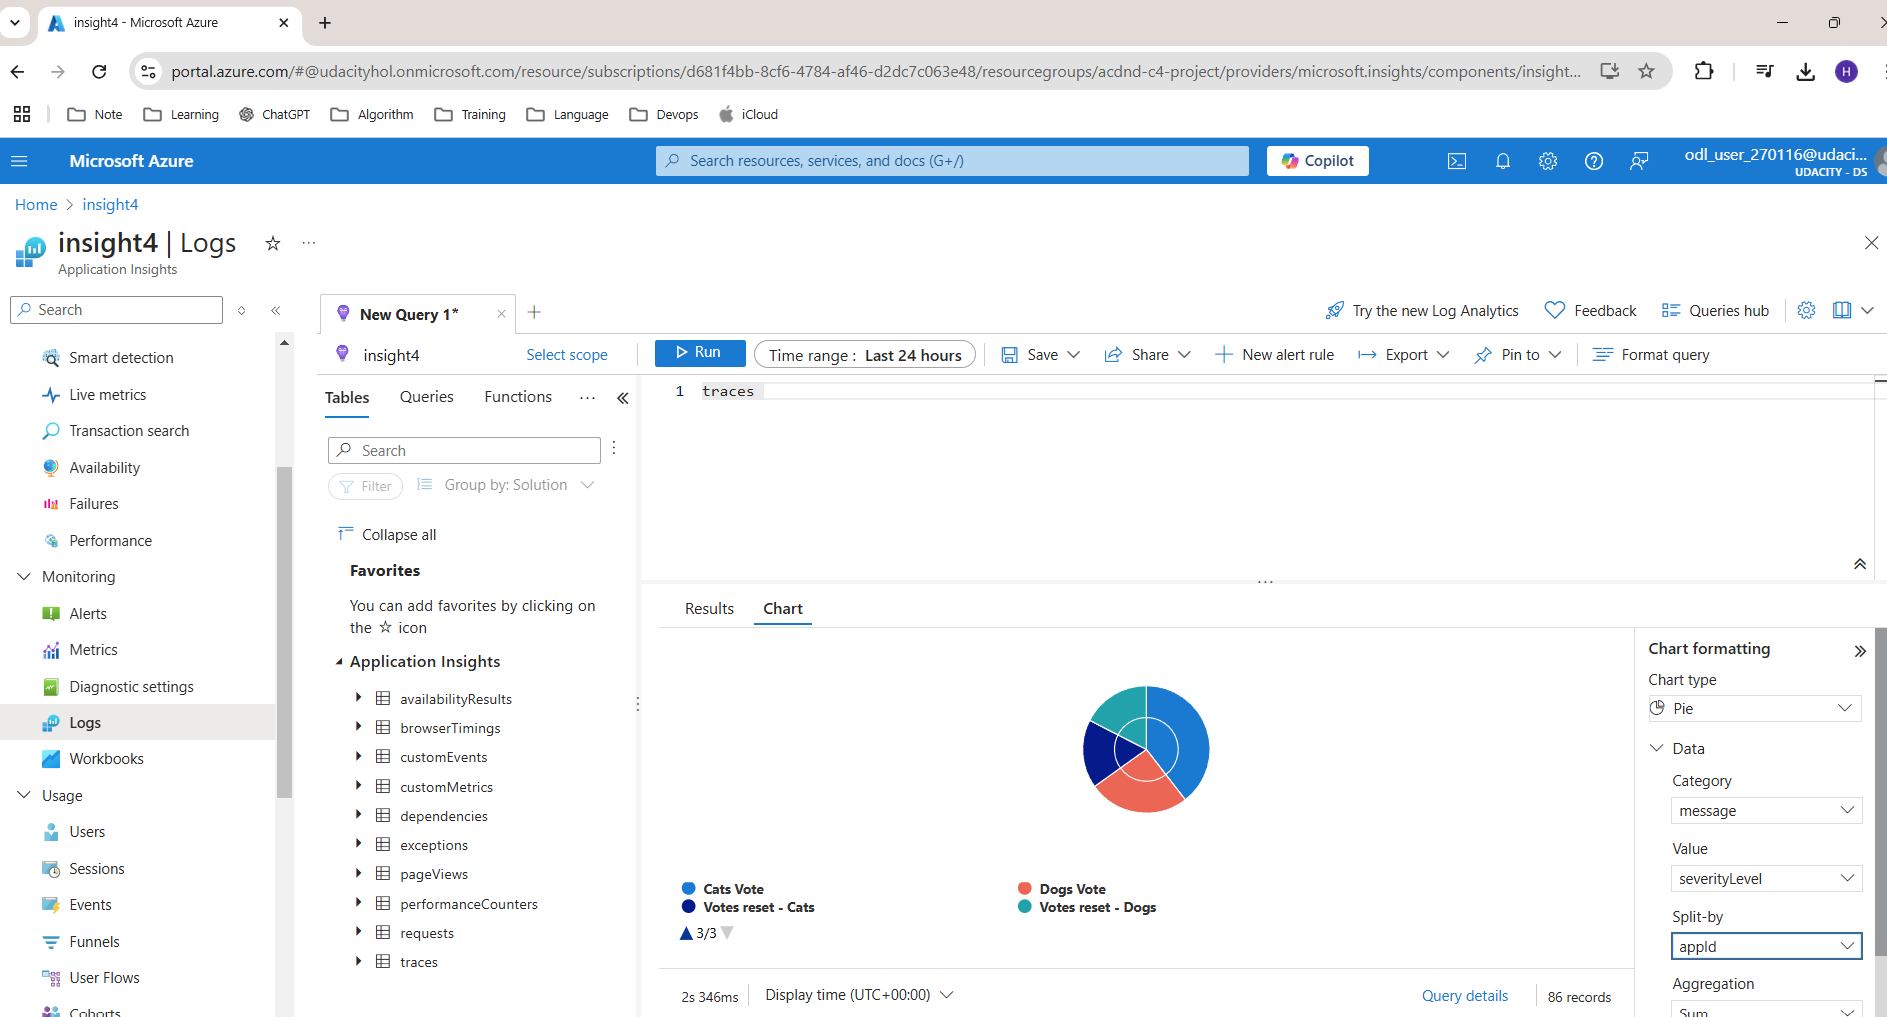 insight4 - Microsoft Azure
portal.azure.com/#@udacityhol.onmicrosoft.com/resource/subscriptions/d681f4bb-8cf6-4784-af46-d2dc7c063e48/resourcegroups/acdnd-c4-project/providers/microsoft.insights/components/insight...
H
Note
Learning
ChatGPT
Algorithm
Training
Language
Devops
iCloud
Microsoft Azure
Search resources, services, and docs (G+/)
Copilot
odl_user_270116@udaci...
UDACITY - DS
Home > insight4
insight4 | Logs
...
Application Insights
Search
Smart detection
Live metrics
Transaction search
Availability
Failures
Performance
Monitoring
Alerts
Metrics
Diagnostic settings
Logs
Workbooks
Usage
Users
Sessions
Events
Funnels
User Flows
Cohorts
New Query 1*
Try the new Log Analytics
Feedback
Queries hub
insight4
Select scope
Run
Time range : Last 24 hours
Save
Share
New alert rule
Export
Pin to
Format query
Tables
Queries
Functions
...
Search
Filter
Group by: Solution
Collapse all
Favorites
You can add favorites by clicking on
the ☆ icon
Application Insights
availabilityResults
browserTimings
customEvents
customMetrics
dependencies
exceptions
pageViews
performanceCounters
requests
traces
1 traces
...
Results
Chart
Cats Vote
Dogs Vote
Votes reset - Cats
Votes reset - Dogs
3/3
2s 346ms
Display time (UTC+00:00)
Query details
86 records
Chart formatting
Chart type
Pie
Data
Category
message
Value
severityLevel
Split-by
appId
Aggregation
Sum